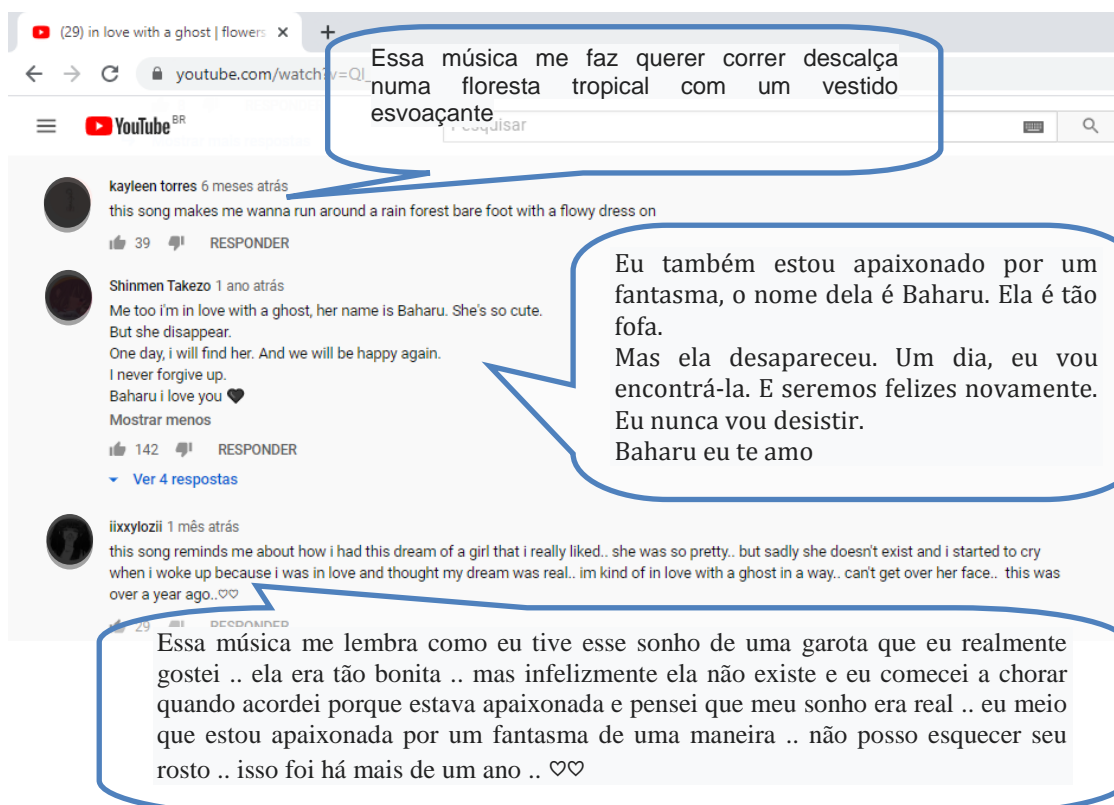 (29) in love with a ghost | flowers
youtube.com/watch?v=QI_
YouTube BR
Essa música me faz querer correr descalça
numa floresta tropical com um vestido
esvoaçante
Pesquisar
kayleen torres 6 meses atrás
this song makes me wanna run around a rain forest bare foot with a flowy dress on
39 RESPONDER
Shinmen Takezo 1 ano atrás
Me too i'm in love with a ghost, her name is Baharu. She's so cute.
But she disappear.
One day, i will find her. And we will be happy again.
I never forgive up.
Baharu i love you 🖤
Mostrar menos
142 RESPONDER
Ver 4 respostas
Eu também estou apaixonado por um
fantasma, o nome dela é Baharu. Ela é tão
fofa.
Mas ela desapareceu. Um dia, eu vou
encontrá-la. E seremos felizes novamente.
Eu nunca vou desistir.
Baharu eu te amo
iixxylozii 1 mês atrás
this song reminds me about how i had this dream of a girl that i really liked.. she was so pretty.. but sadly she doesn't exist and i started to cry
when i woke up because i was in love and thought my dream was real.. im kind of in love with a ghost in a way.. can't get over her face.. this was
over a year ago..♡♡
29 RESPONDER
Essa música me lembra como eu tive esse sonho de uma garota que eu realmente
gostei .. ela era tão bonita .. mas infelizmente ela não existe e eu comecei a chorar
quando acordei porque estava apaixonada e pensei que meu sonho era real .. eu meio
que estou apaixonada por um fantasma de uma maneira .. não posso esquecer seu
rosto .. isso foi há mais de um ano .. ♡♡